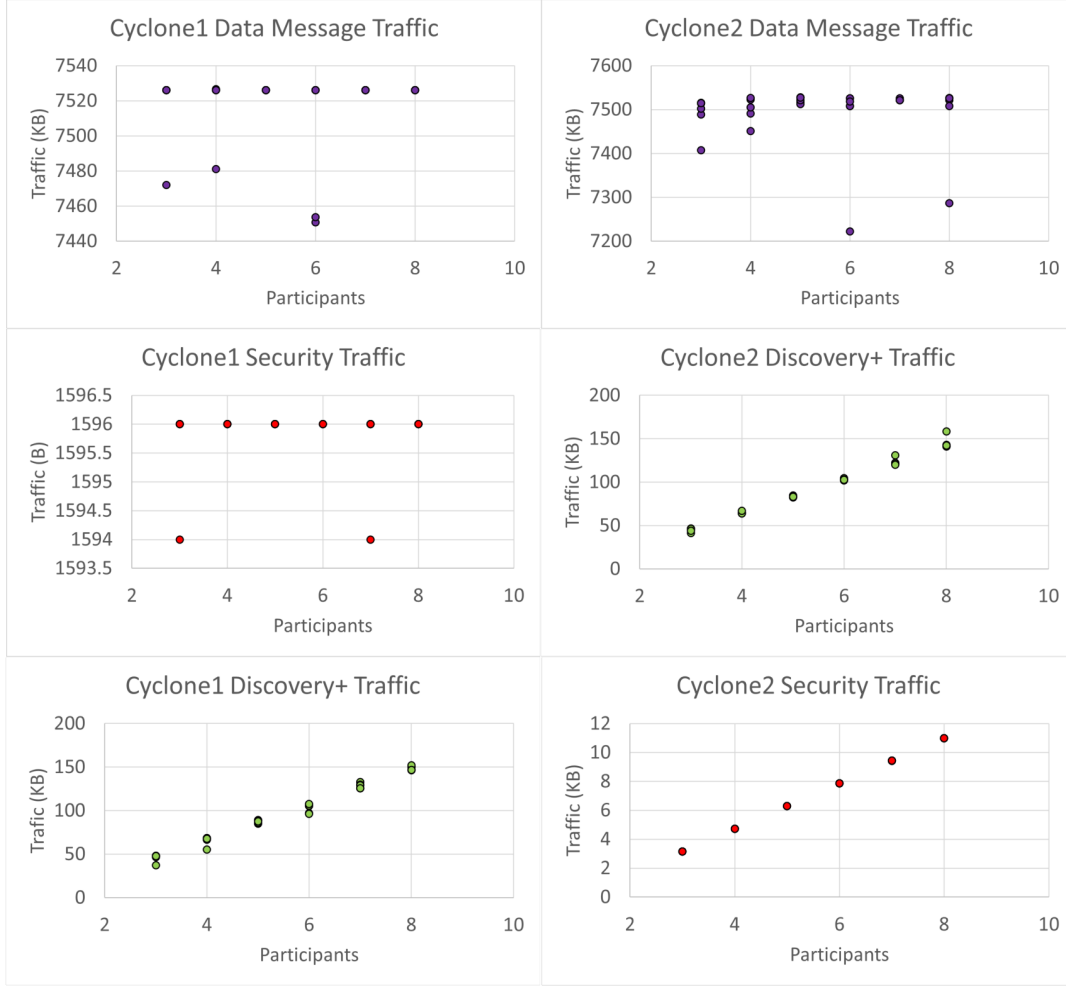 Cyclone1 Data Message Traffic
7540
7520
7500
7480
7460
7440
Traffic (KB)
2 4 6 8 10
Participants
Cyclone2 Data Message Traffic
7600
7500
7400
7300
7200
Traffic (KB)
2 4 6 8 10
Participants
Cyclone1 Security Traffic
1596.5
1596
1595.5
1595
1594.5
1594
1593.5
Traffic (B)
2 4 6 8 10
Participants
Cyclone2 Discovery+ Traffic
200
150
100
50
0
Traffic (KB)
2 4 6 8 10
Participants
Cyclone1 Discovery+ Traffic
200
150
100
50
0
Trafic (KB)
2 4 6 8 10
Participants
Cyclone2 Security Traffic
12
10
8
6
4
2
0
Traffic (KB)
2 4 6 8 10
Participants